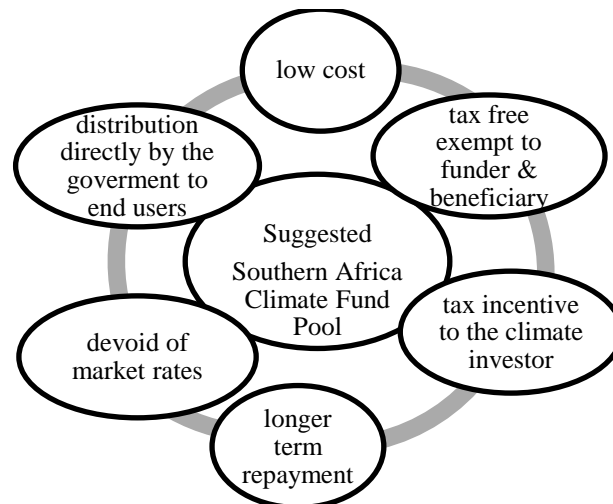 low cost
tax free
exempt to
funder &
beneficiary
tax incentive
to the climate
investor
longer
term
repayment
devoid of
market rates
distribution
directly by the
goverment to
end users
Suggested
Southern Africa
Climate Fund
Pool